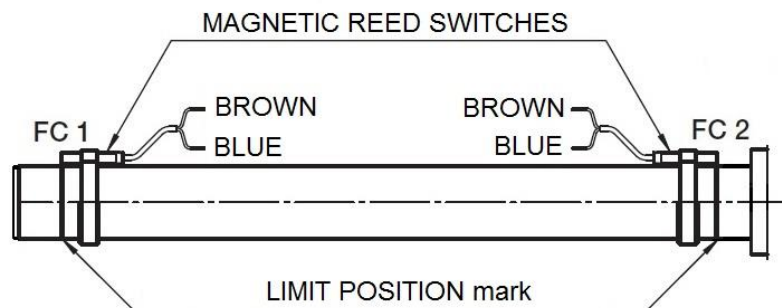 MAGNETIC REED SWITCHES
BROWN BROWN
FC 1 FC 2
BLUE BLUE
LIMIT POSITION mark